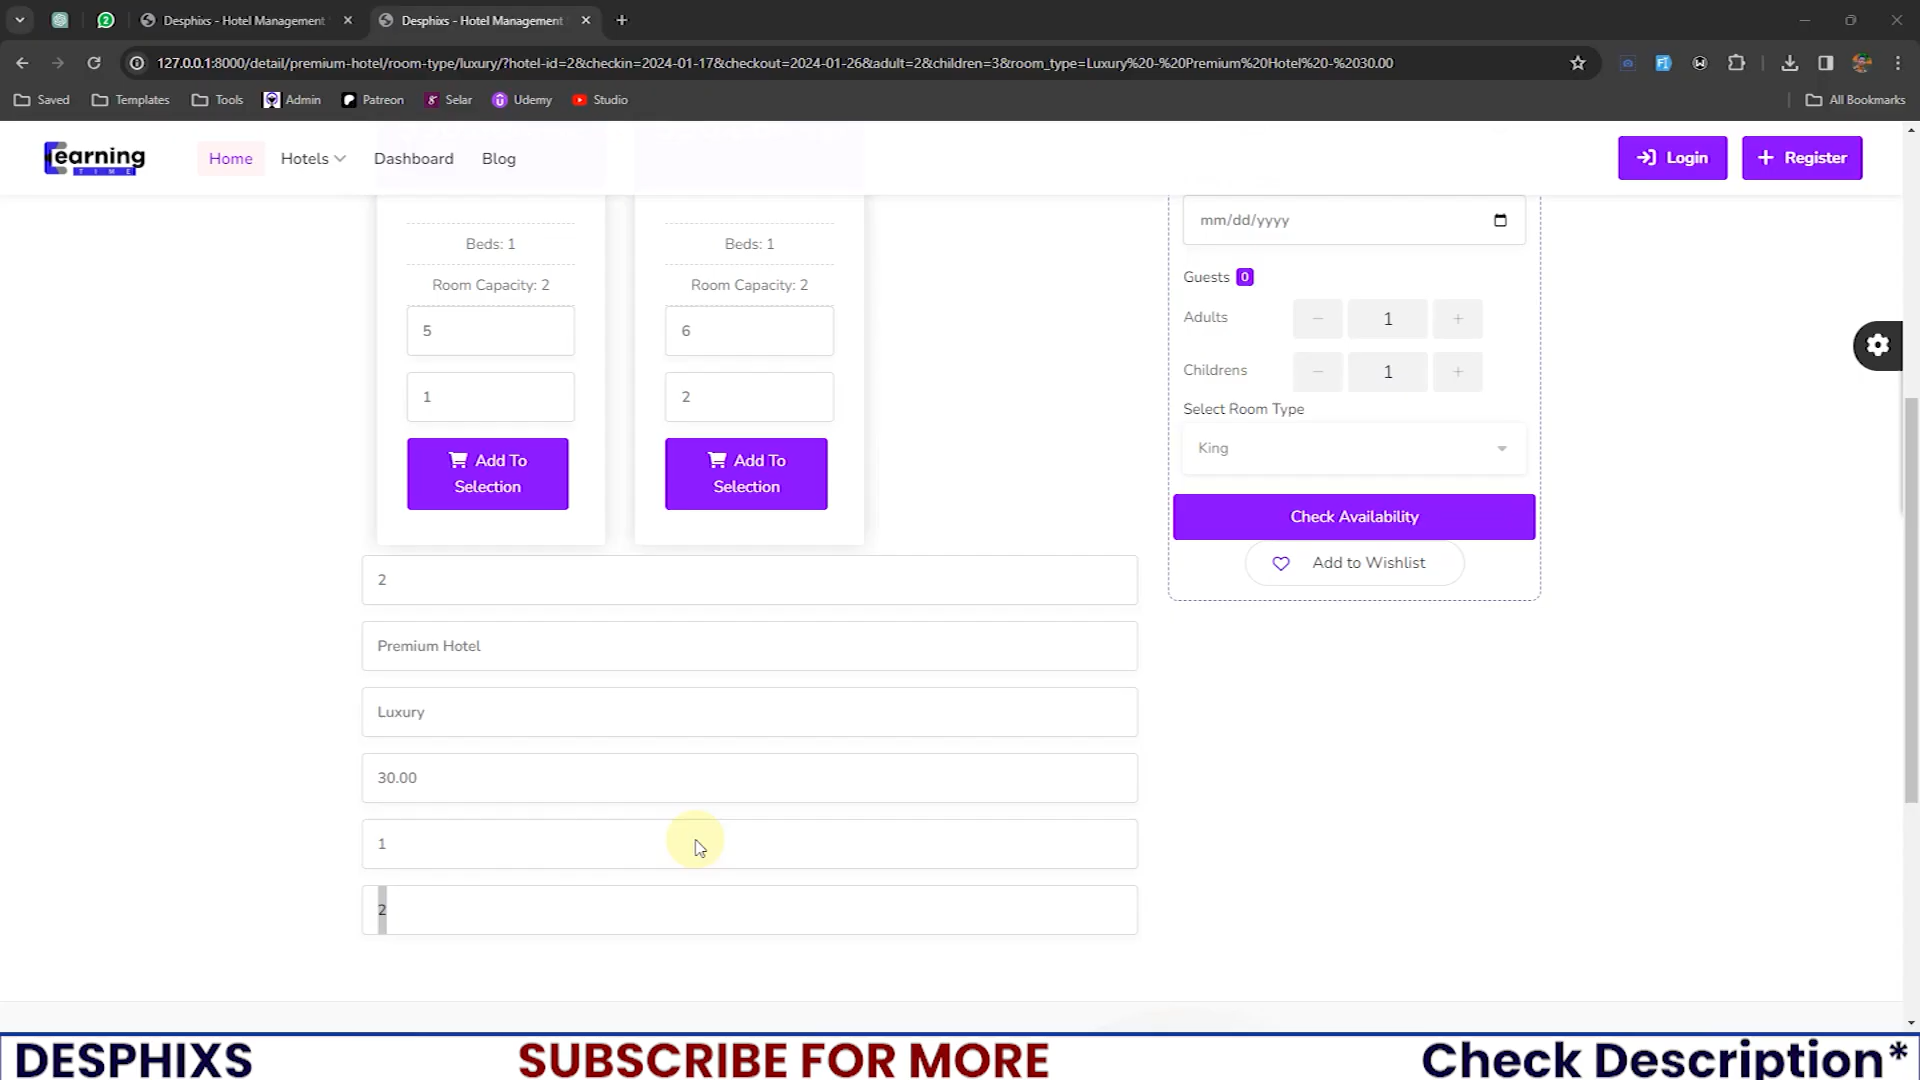 2
Desphixs - Hotel Management
Desphixs - Hotel Management
127.0.0.1:8000/detail/premium-hotel/room-type/luxury/?hotel-id=2&checkin=2024-01-17&checkout=2024-01-26&adult=2&children=3&room_type=Luxury%20-%20Premium%20Hotel%20-%2030.00
Saved Templates Tools Admin Patreon Selar Udemy Studio All Bookmarks
Learning
TIME
Home Hotels Dashboard Blog
Login
Register
Beds: 1
Room Capacity: 2
5
1
Add To
Selection
Beds: 1
Room Capacity: 2
6
2
Add To
Selection
mm/dd/yyyy
Guests 0
Adults 1
Childrens 1
Select Room Type
King
Check Availability
Add to Wishlist
2
Premium Hotel
Luxury
30.00
1
2
DESPHIXS SUBSCRIBE FOR MORE Check Description*